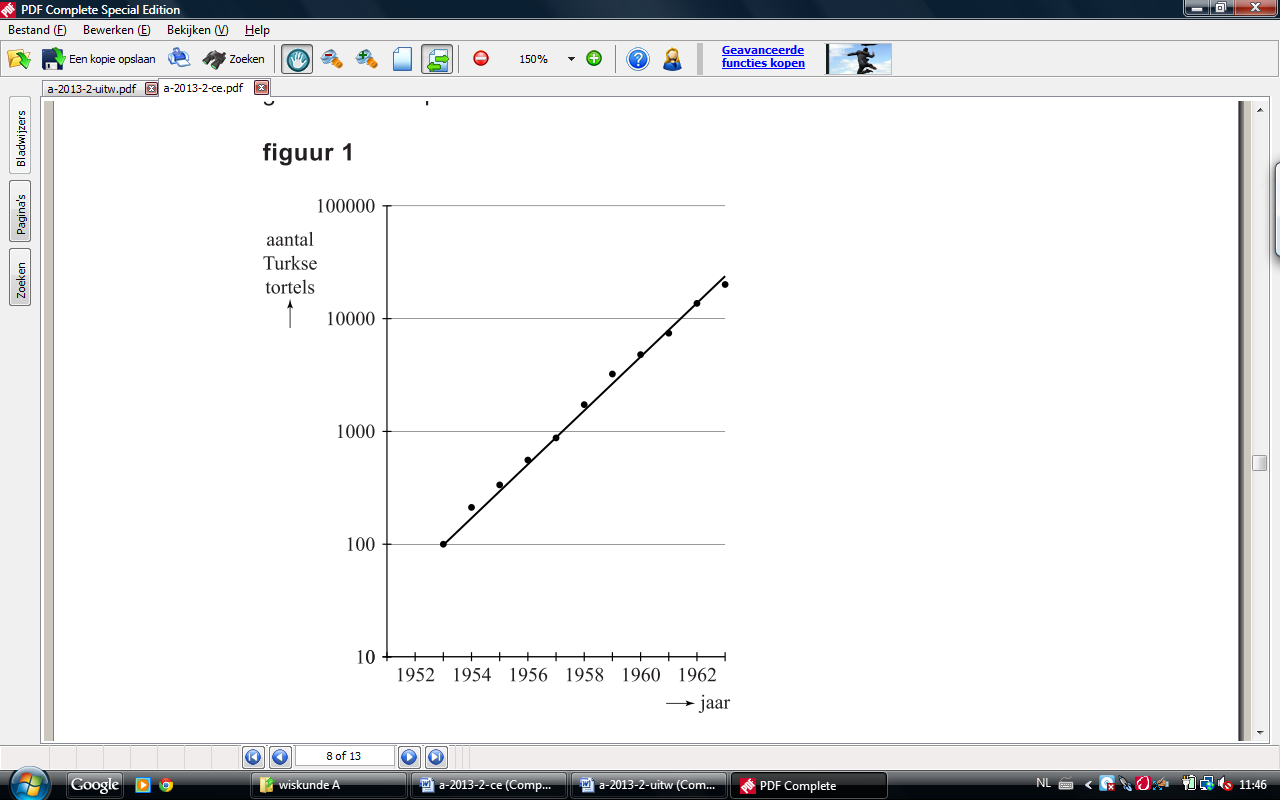 PDF Complete Special Edition
Bestand (F) Bewerken (E) Bekijken (V) Help
Een kopie opslaan Zoeken 150% Geavanceerde
functies kopen
a-2013-2-uitw.pdf a-2013-2-ce.pdf
Bladwijzers
Pagina's
Zoeken
figuur 1
100000
aantal
Turkse
tortels
10000
1000
100
10
1952 1954 1956 1958 1960 1962
jaar
8 of 13
Google wiskunde A a-2013-2-ce (Comp... a-2013-2-uitw (Com... PDF Complete NL 11:46